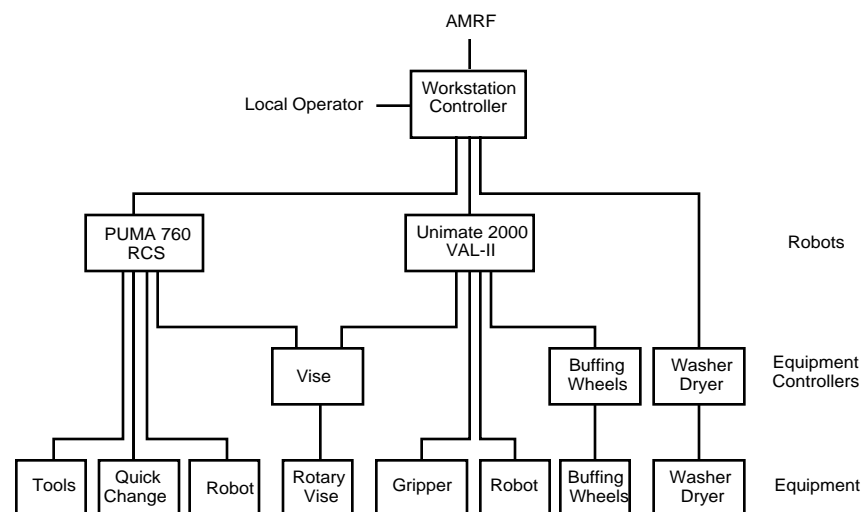 AMRF
Workstation
Controller
Local Operator
PUMA 760
RCS
Unimate 2000
VAL-II
Robots
Vise
Buffing
Wheels
Washer
Dryer
Equipment
Controllers
Tools
Quick
Change
Robot
Rotary
Vise
Gripper
Robot
Buffing
Wheels
Washer
Dryer
Equipment